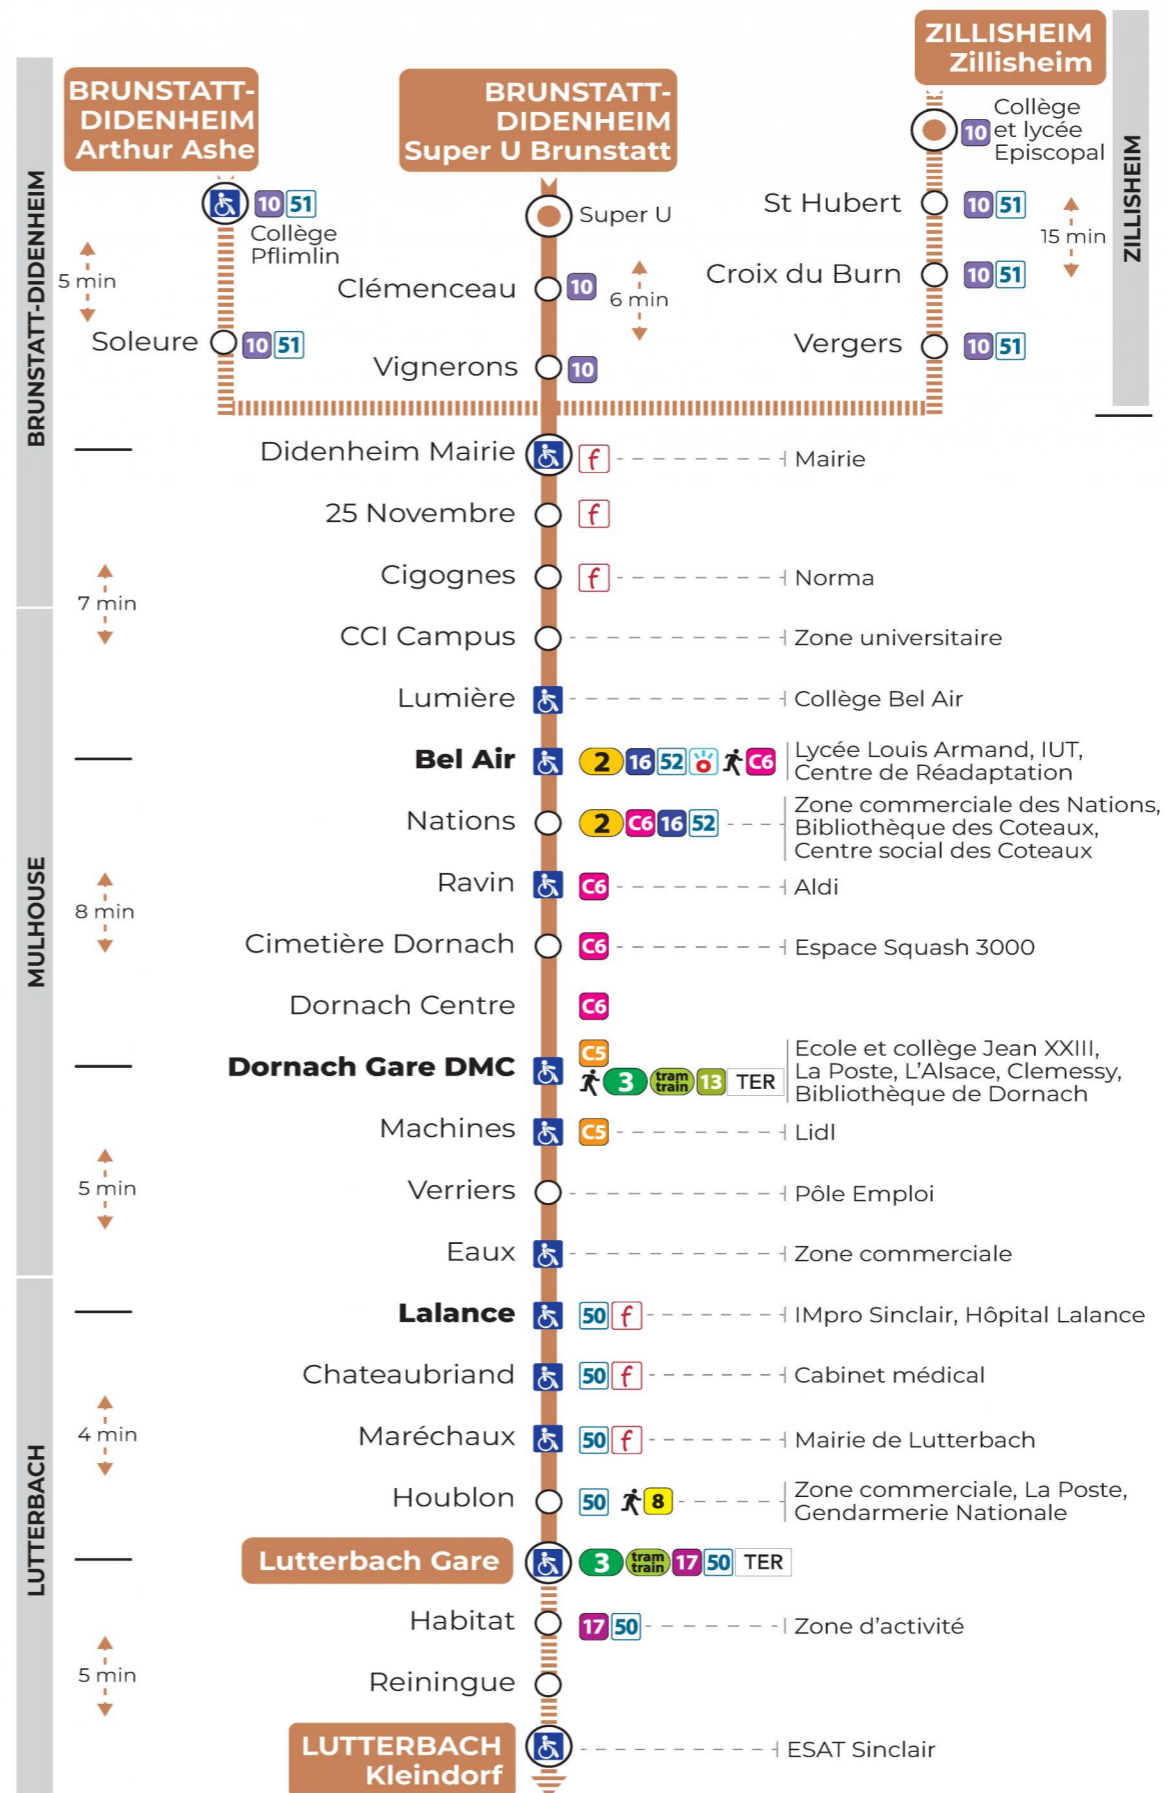 ZILLISHEIM
Zillisheim
BRUNSTATT-
DIDENHEIM
Arthur Ashe
BRUNSTATT-
DIDENHEIM
Super U Brunstatt
Collège
10 et lycée
Episcopal
ZILLISHEIM
BRUNSTATT-DIDENHEIM
10 51
Collège
Pflimlin
Super U
St Hubert 10 51
15 min
5 min
Clémenceau 10
6 min
Croix du Burn 10 51
Soleure 10 51
Vignerons 10
Vergers 10 51
Didenheim Mairie f Mairie
25 Novembre f
Cigognes f Norma
7 min
CCI Campus Zone universitaire
Lumière Collège Bel Air
MULHOUSE
Bel Air 2 16 52 C6 Lycée Louis Armand, IUT,
Centre de Réadaptation
Nations 2 C6 16 52 Zone commerciale des Nations,
Bibliothèque des Coteaux,
Centre social des Coteaux
Ravin C6 Aldi
8 min
Cimetière Dornach C6 Espace Squash 3000
Dornach Centre C6
Dornach Gare DMC C5 3 tram train 13 TER
Ecole et collège Jean XXIII,
La Poste, L'Alsace, Clemessy,
Bibliothèque de Dornach
Machines C5 Lidl
5 min
Verriers Pôle Emploi
Eaux Zone commerciale
LUTTERBACH
Lalance 50 f IMpro Sinclair, Hôpital Lalance
Chateaubriand 50 f Cabinet médical
4 min
Maréchaux 50 f Mairie de Lutterbach
Houblon 50 8 Zone commerciale, La Poste,
Gendarmerie Nationale
Lutterbach Gare 3 tram train 17 50 TER
Habitat 17 50 Zone d'activité
5 min
Reiningue
LUTTERBACH
Kleindorf
ESAT Sinclair